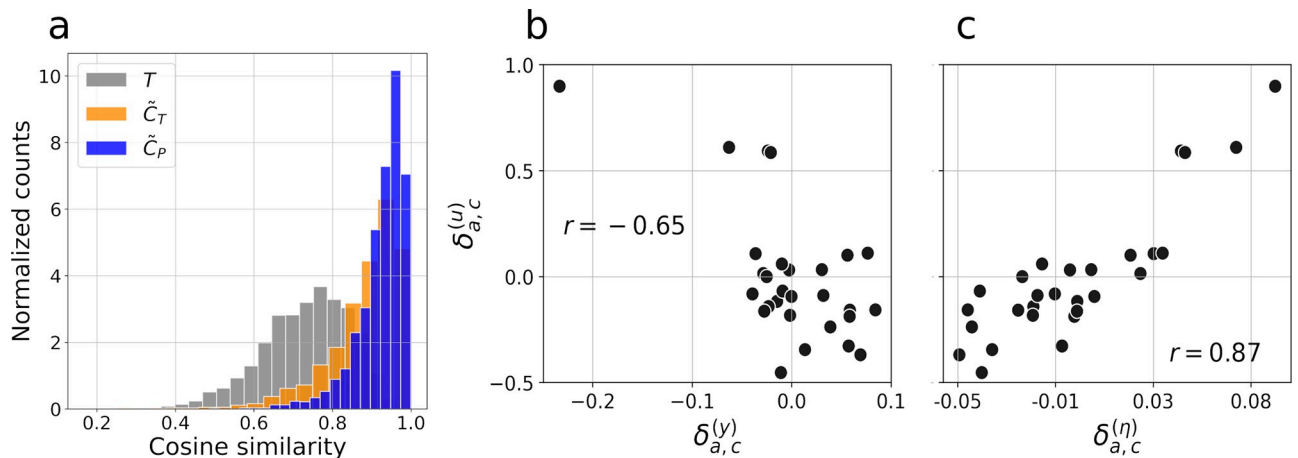 a
b
c
Normalized counts
10
8
6
4
2
0
T
C̃_T
C̃_P
0.2
0.4
0.6
0.8
1.0
Cosine similarity
δ_{a,c}^{(u)}
1.0
0.5
0.0
−0.5
r = −0.65
−0.2
−0.1
0.0
0.1
δ_{a,c}^{(y)}
r = 0.87
-0.05
-0.01
0.03
0.08
δ_{a,c}^{(η)}